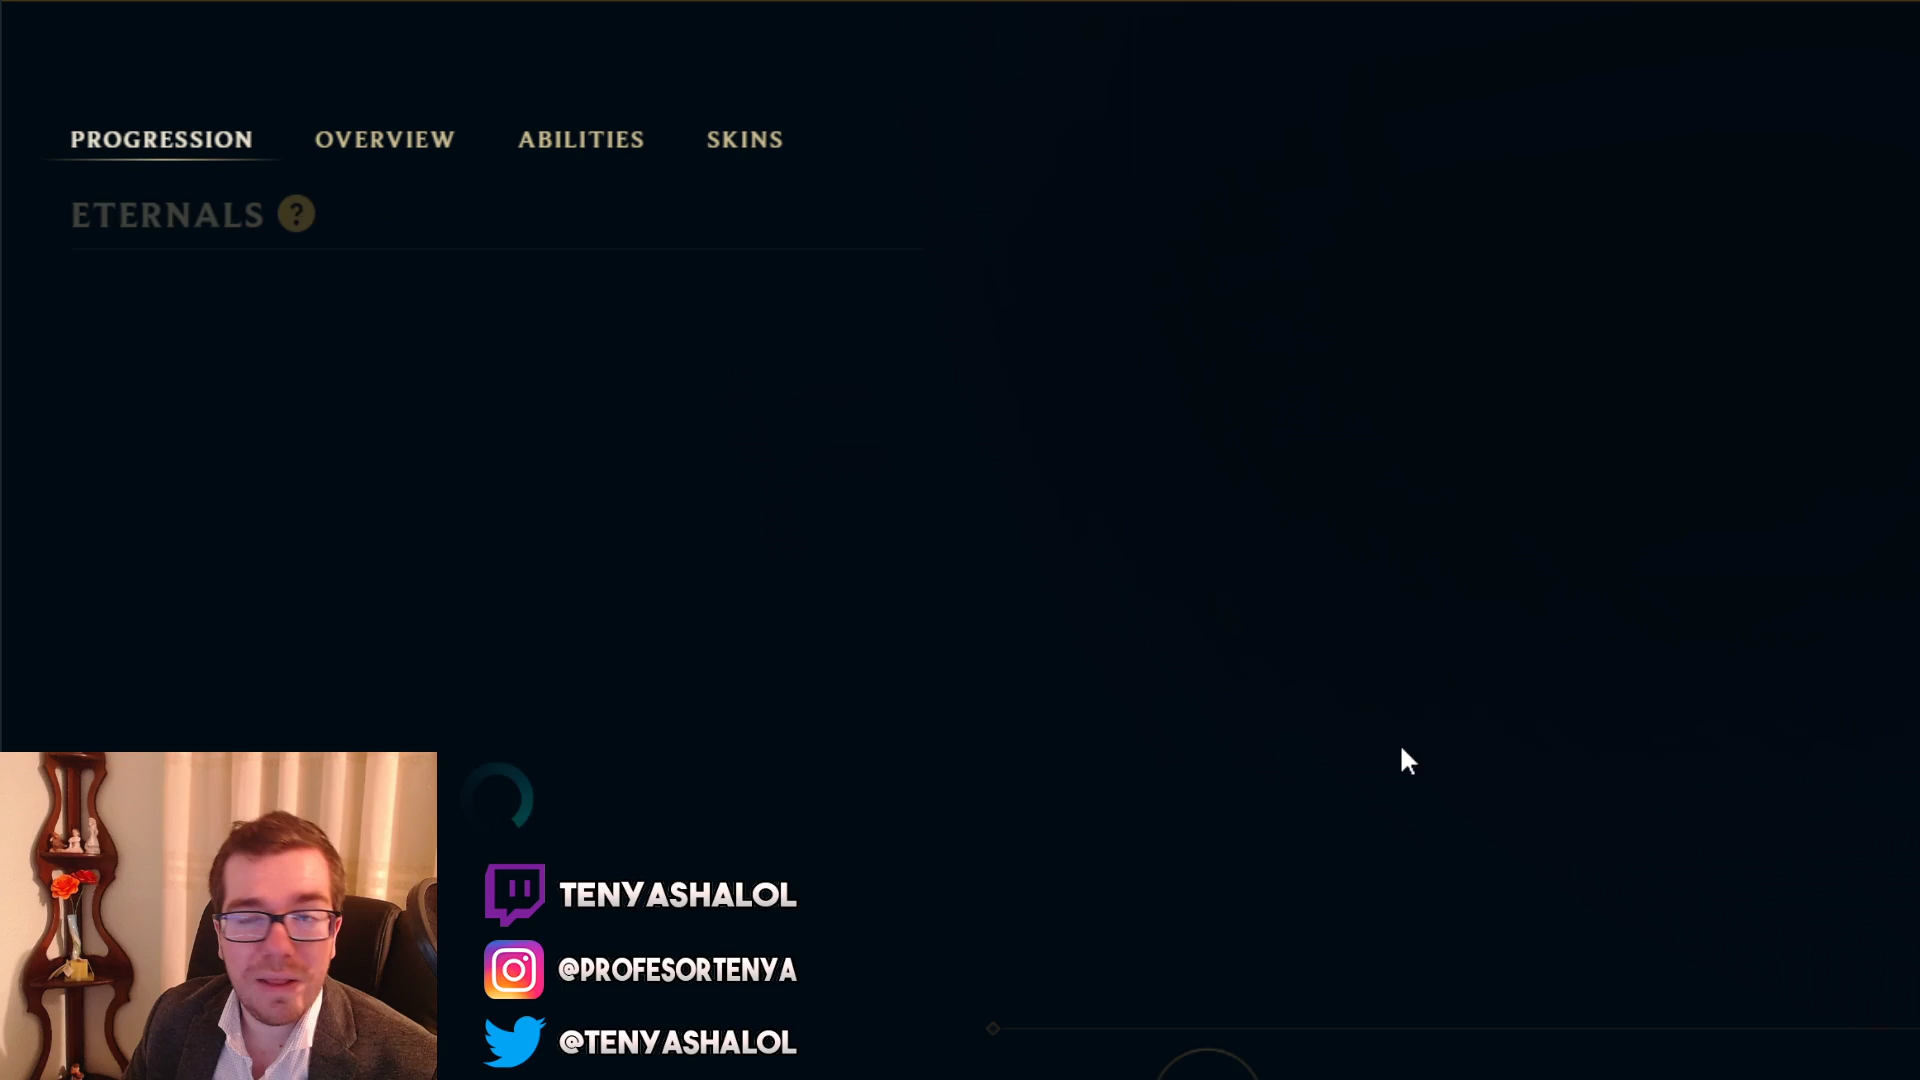 PROGRESSION OVERVIEW ABILITIES SKINS
ETERNALS ?
TENYASHALOL
@PROFESORTENYA
@TENYASHALOL